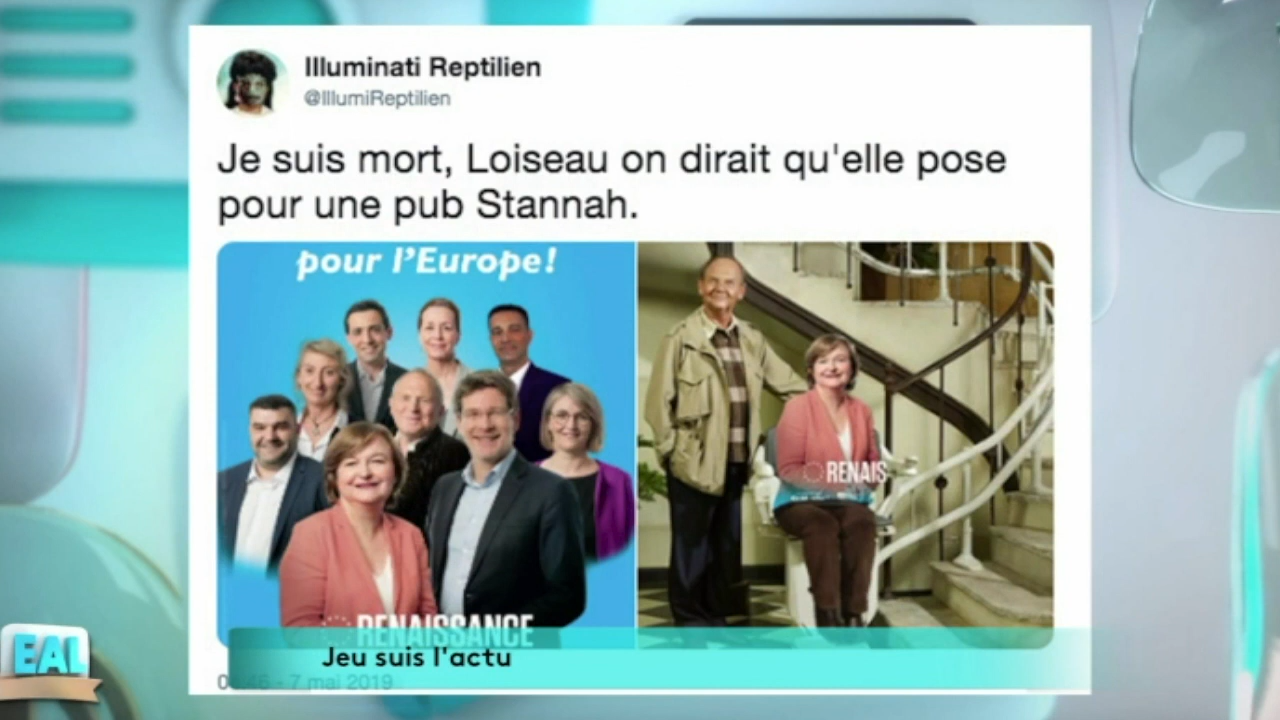 Illuminati Reptilien
@IllumiReptilien
Je suis mort, Loiseau on dirait qu'elle pose
pour une pub Stannah.
pour l'Europe!
RENAIS
RENAISSANCE
Jeu suis l'actu
EAL
7 mai 2019